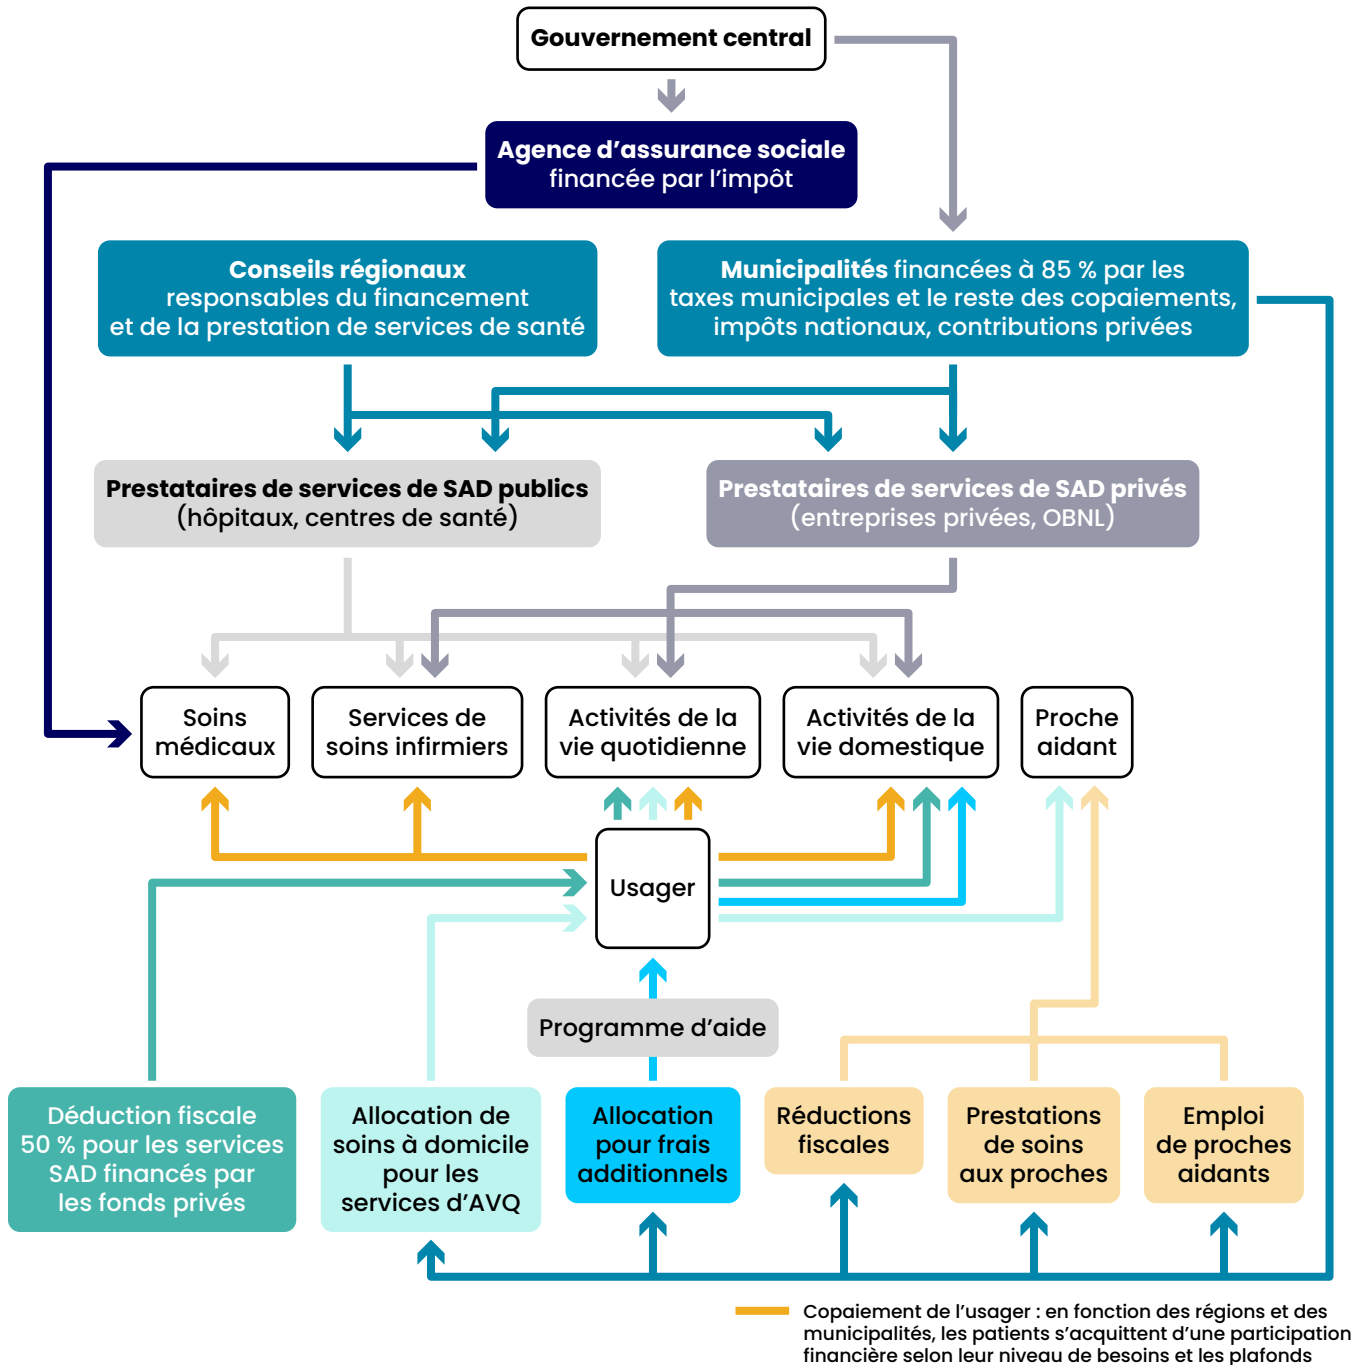 Gouvernement central
Agence d’assurance sociale
financée par l’impôt
Conseils régionaux
responsables du financement
et de la prestation de services de santé
Municipalités financées à 85 % par les
taxes municipales et le reste des copaiements,
impôts nationaux, contributions privées
Prestataires de services de SAD publics
(hôpitaux, centres de santé)
Prestataires de services de SAD privés
(entreprises privées, OBNL)
Soins
médicaux
Services de
soins infirmiers
Activités de la
vie quotidienne
Activités de la
vie domestique
Proche
aidant
Usager
Programme d’aide
Déduction fiscale
50 % pour les services
SAD financés par
les fonds privés
Allocation de
soins à domicile
pour les
services d’AVQ
Allocation
pour frais
additionnels
Réductions
fiscales
Prestations
de soins
aux proches
Emploi
de proches
aidants
Copaiement de l’usager : en fonction des régions et des
municipalités, les patients s’acquittent d’une participation
financière selon leur niveau de besoins et les plafonds